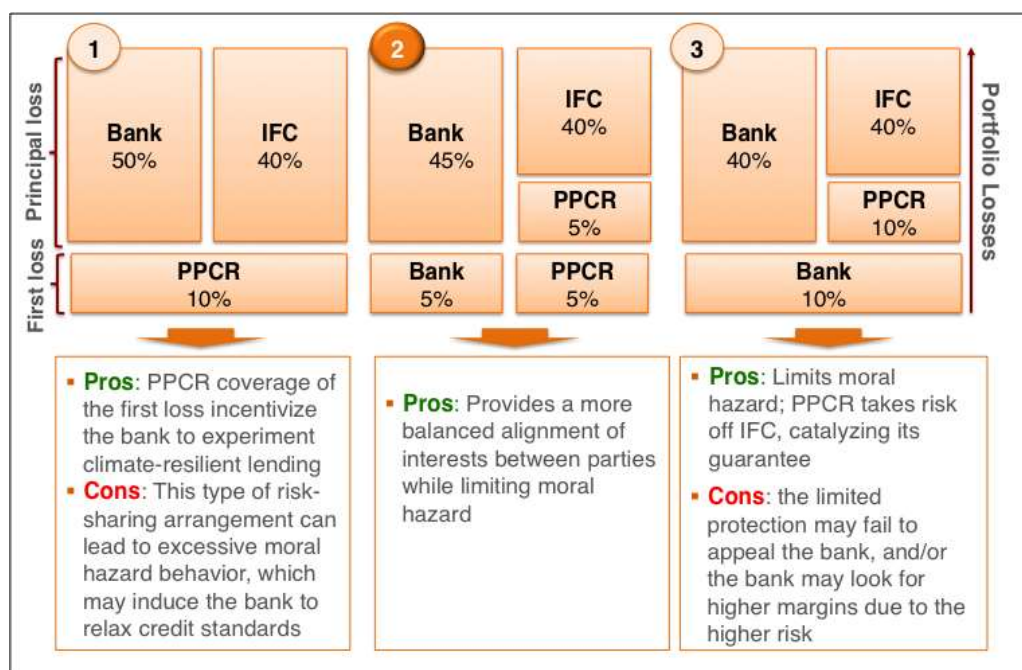 1
2
3
Principal loss
First loss
Portfolio Losses
Bank
50%
IFC
40%
PPCR
10%
Bank
45%
IFC
40%
PPCR
5%
Bank
5%
PPCR
5%
Bank
40%
IFC
40%
PPCR
10%
Bank
10%
Pros: PPCR coverage of
the first loss incentivize
the bank to experiment
climate-resilient lending
Cons: This type of risk-
sharing arrangement can
lead to excessive moral
hazard behavior, which
may induce the bank to
relax credit standards
Pros: Provides a more
balanced alignment of
interests between parties
while limiting moral
hazard
Pros: Limits moral
hazard; PPCR takes risk
off IFC, catalyzing its
guarantee
Cons: the limited
protection may fail to
appeal the bank, and/or
the bank may look for
higher margins due to the
higher risk